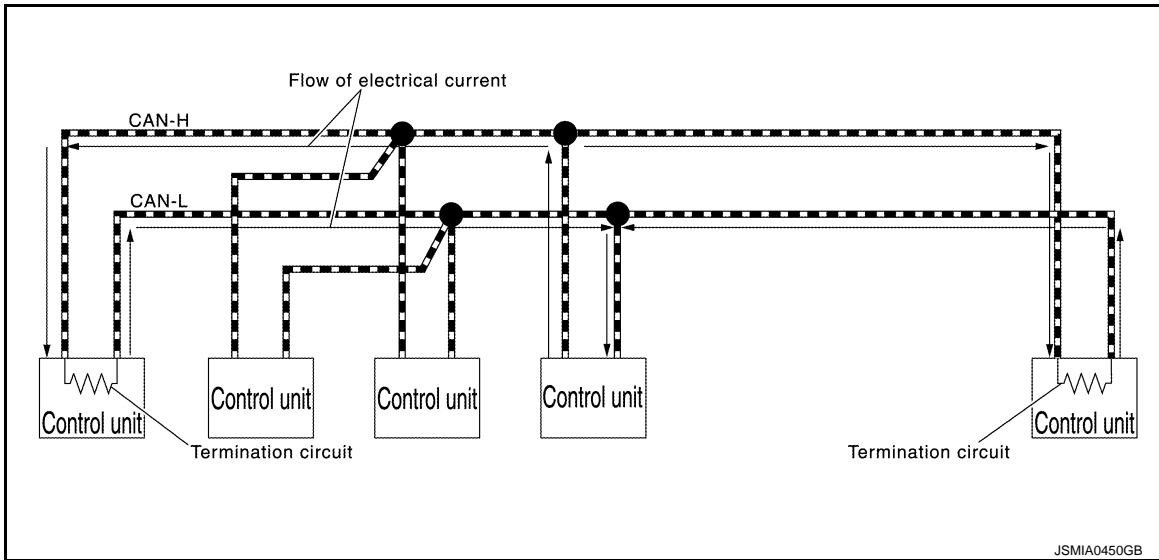 Flow of electrical current
CAN-H
CAN-L
Control unit
Control unit
Control unit
Control unit
Control unit
Termination circuit
Termination circuit
JSMIA0450GB